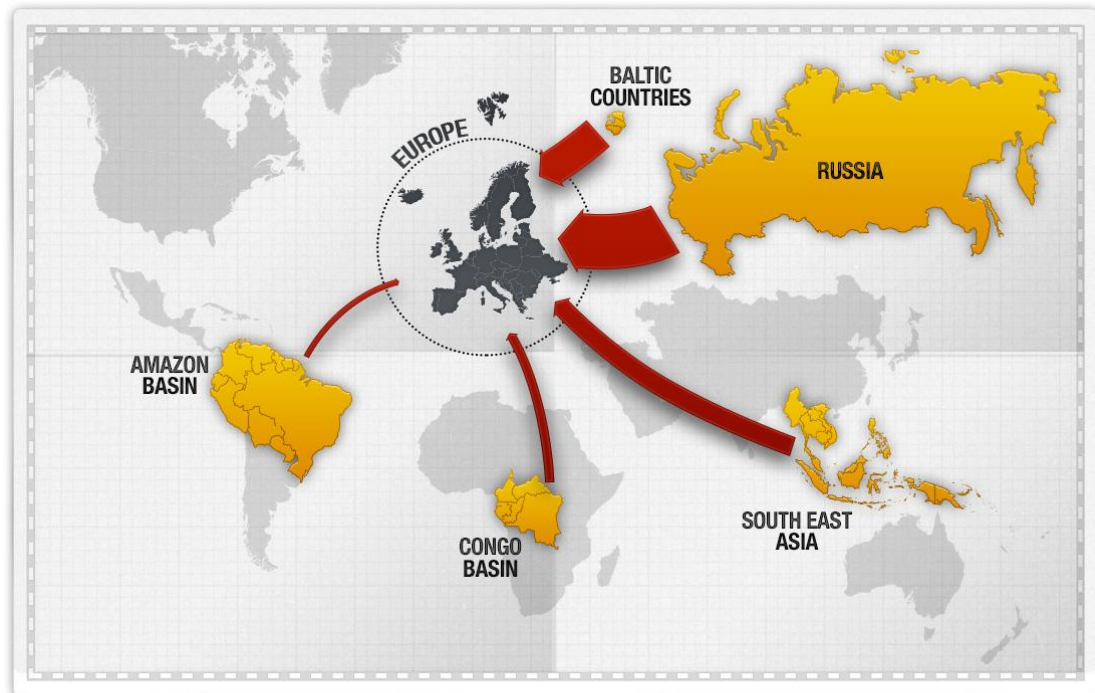 BALTIC
COUNTRIES
EUROPE
RUSSIA
AMAZON
BASIN
SOUTH EAST
ASIA
CONGO
BASIN